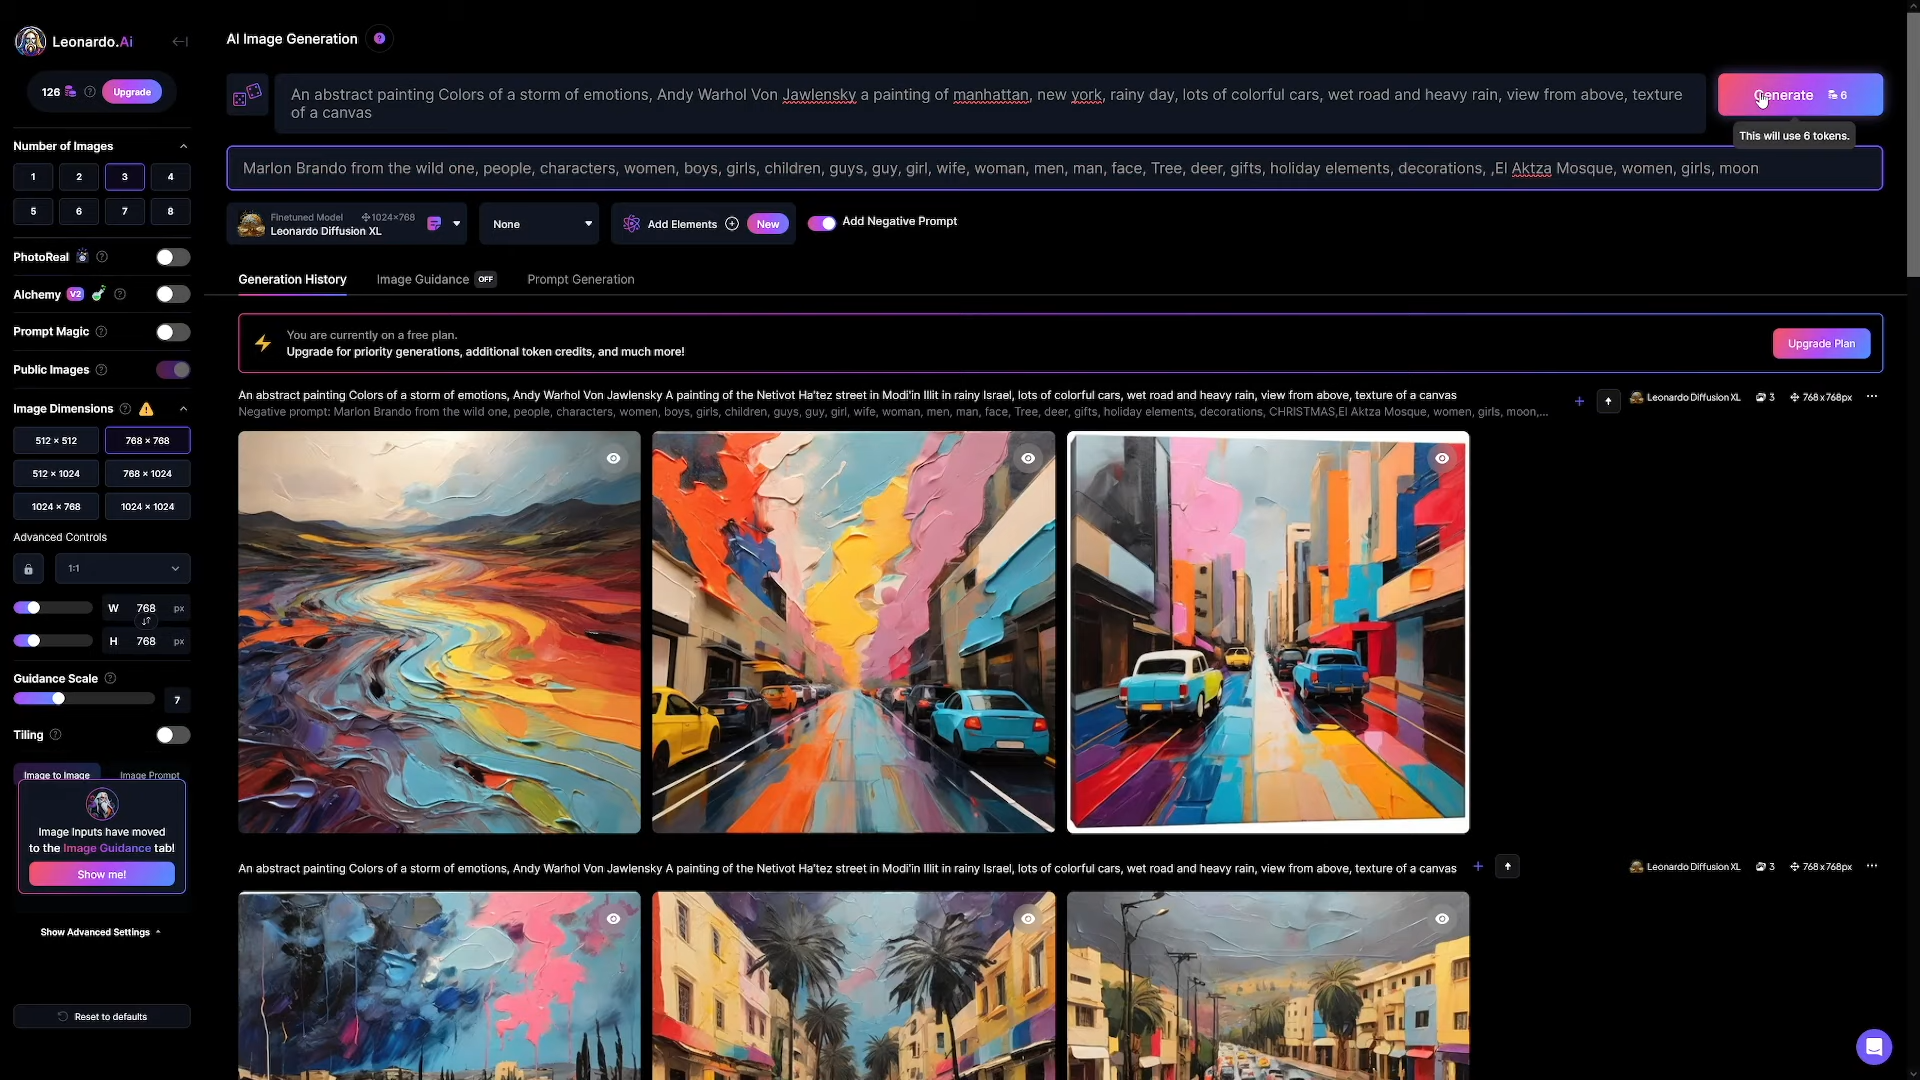 Leonardo.Ai
126
Upgrade
Number of Images
1
2
3
4
5
6
7
8
PhotoReal
Alchemy V2
Prompt Magic
Public Images
Image Dimensions
512 × 512
768 × 768
512 × 1024
768 × 1024
1024 × 768
1024 × 1024
Advanced Controls
1:1
W 768 px
H 768 px
Guidance Scale
7
Tiling
Image to Image
Image Prompt
Image Inputs have moved
to the Image Guidance tab!
Show me!
Show Advanced Settings
Reset to defaults
AI Image Generation
An abstract painting Colors of a storm of emotions, Andy Warhol Von Jawlensky a painting of manhattan, new york, rainy day, lots of colorful cars, wet road and heavy rain, view from above, texture
of a canvas
Generate 6
This will use 6 tokens.
Marlon Brando from the wild one, people, characters, women, boys, girls, children, guys, guy, girl, wife, woman, men, man, face, Tree, deer, gifts, holiday elements, decorations, ,El Aktza Mosque, women, girls, moon
Finetuned Model 1024×768
Leonardo Diffusion XL
None
Add Elements
New
Add Negative Prompt
Generation History
Image Guidance OFF
Prompt Generation
You are currently on a free plan.
Upgrade for priority generations, additional token credits, and much more!
Upgrade Plan
An abstract painting Colors of a storm of emotions, Andy Warhol Von Jawlensky A painting of the Netivot Ha'tez street in Modi'in Illit in rainy Israel, lots of colorful cars, wet road and heavy rain, view from above, texture of a canvas
Negative prompt: Marlon Brando from the wild one, people, characters, women, boys, girls, children, guys, guy, girl, wife, woman, men, man, face, Tree, deer, gifts, holiday elements, decorations, CHRISTMAS,El Aktza Mosque, women, girls, moon,...
Leonardo Diffusion XL
3
768x768px
An abstract painting Colors of a storm of emotions, Andy Warhol Von Jawlensky A painting of the Netivot Ha'tez street in Modi'in Illit in rainy Israel, lots of colorful cars, wet road and heavy rain, view from above, texture of a canvas
Leonardo Diffusion XL
3
768x768px